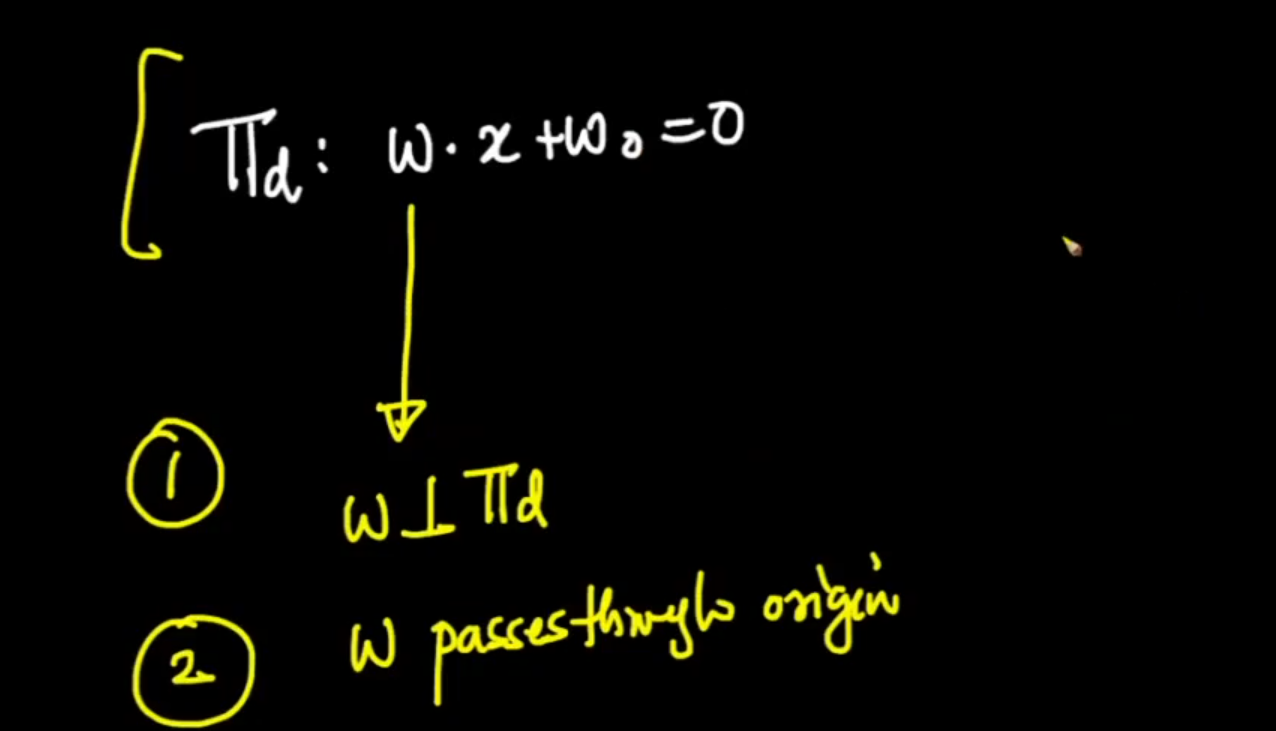 πd: w·x+w₀=0
1
w⊥πd
2 w passes through origin